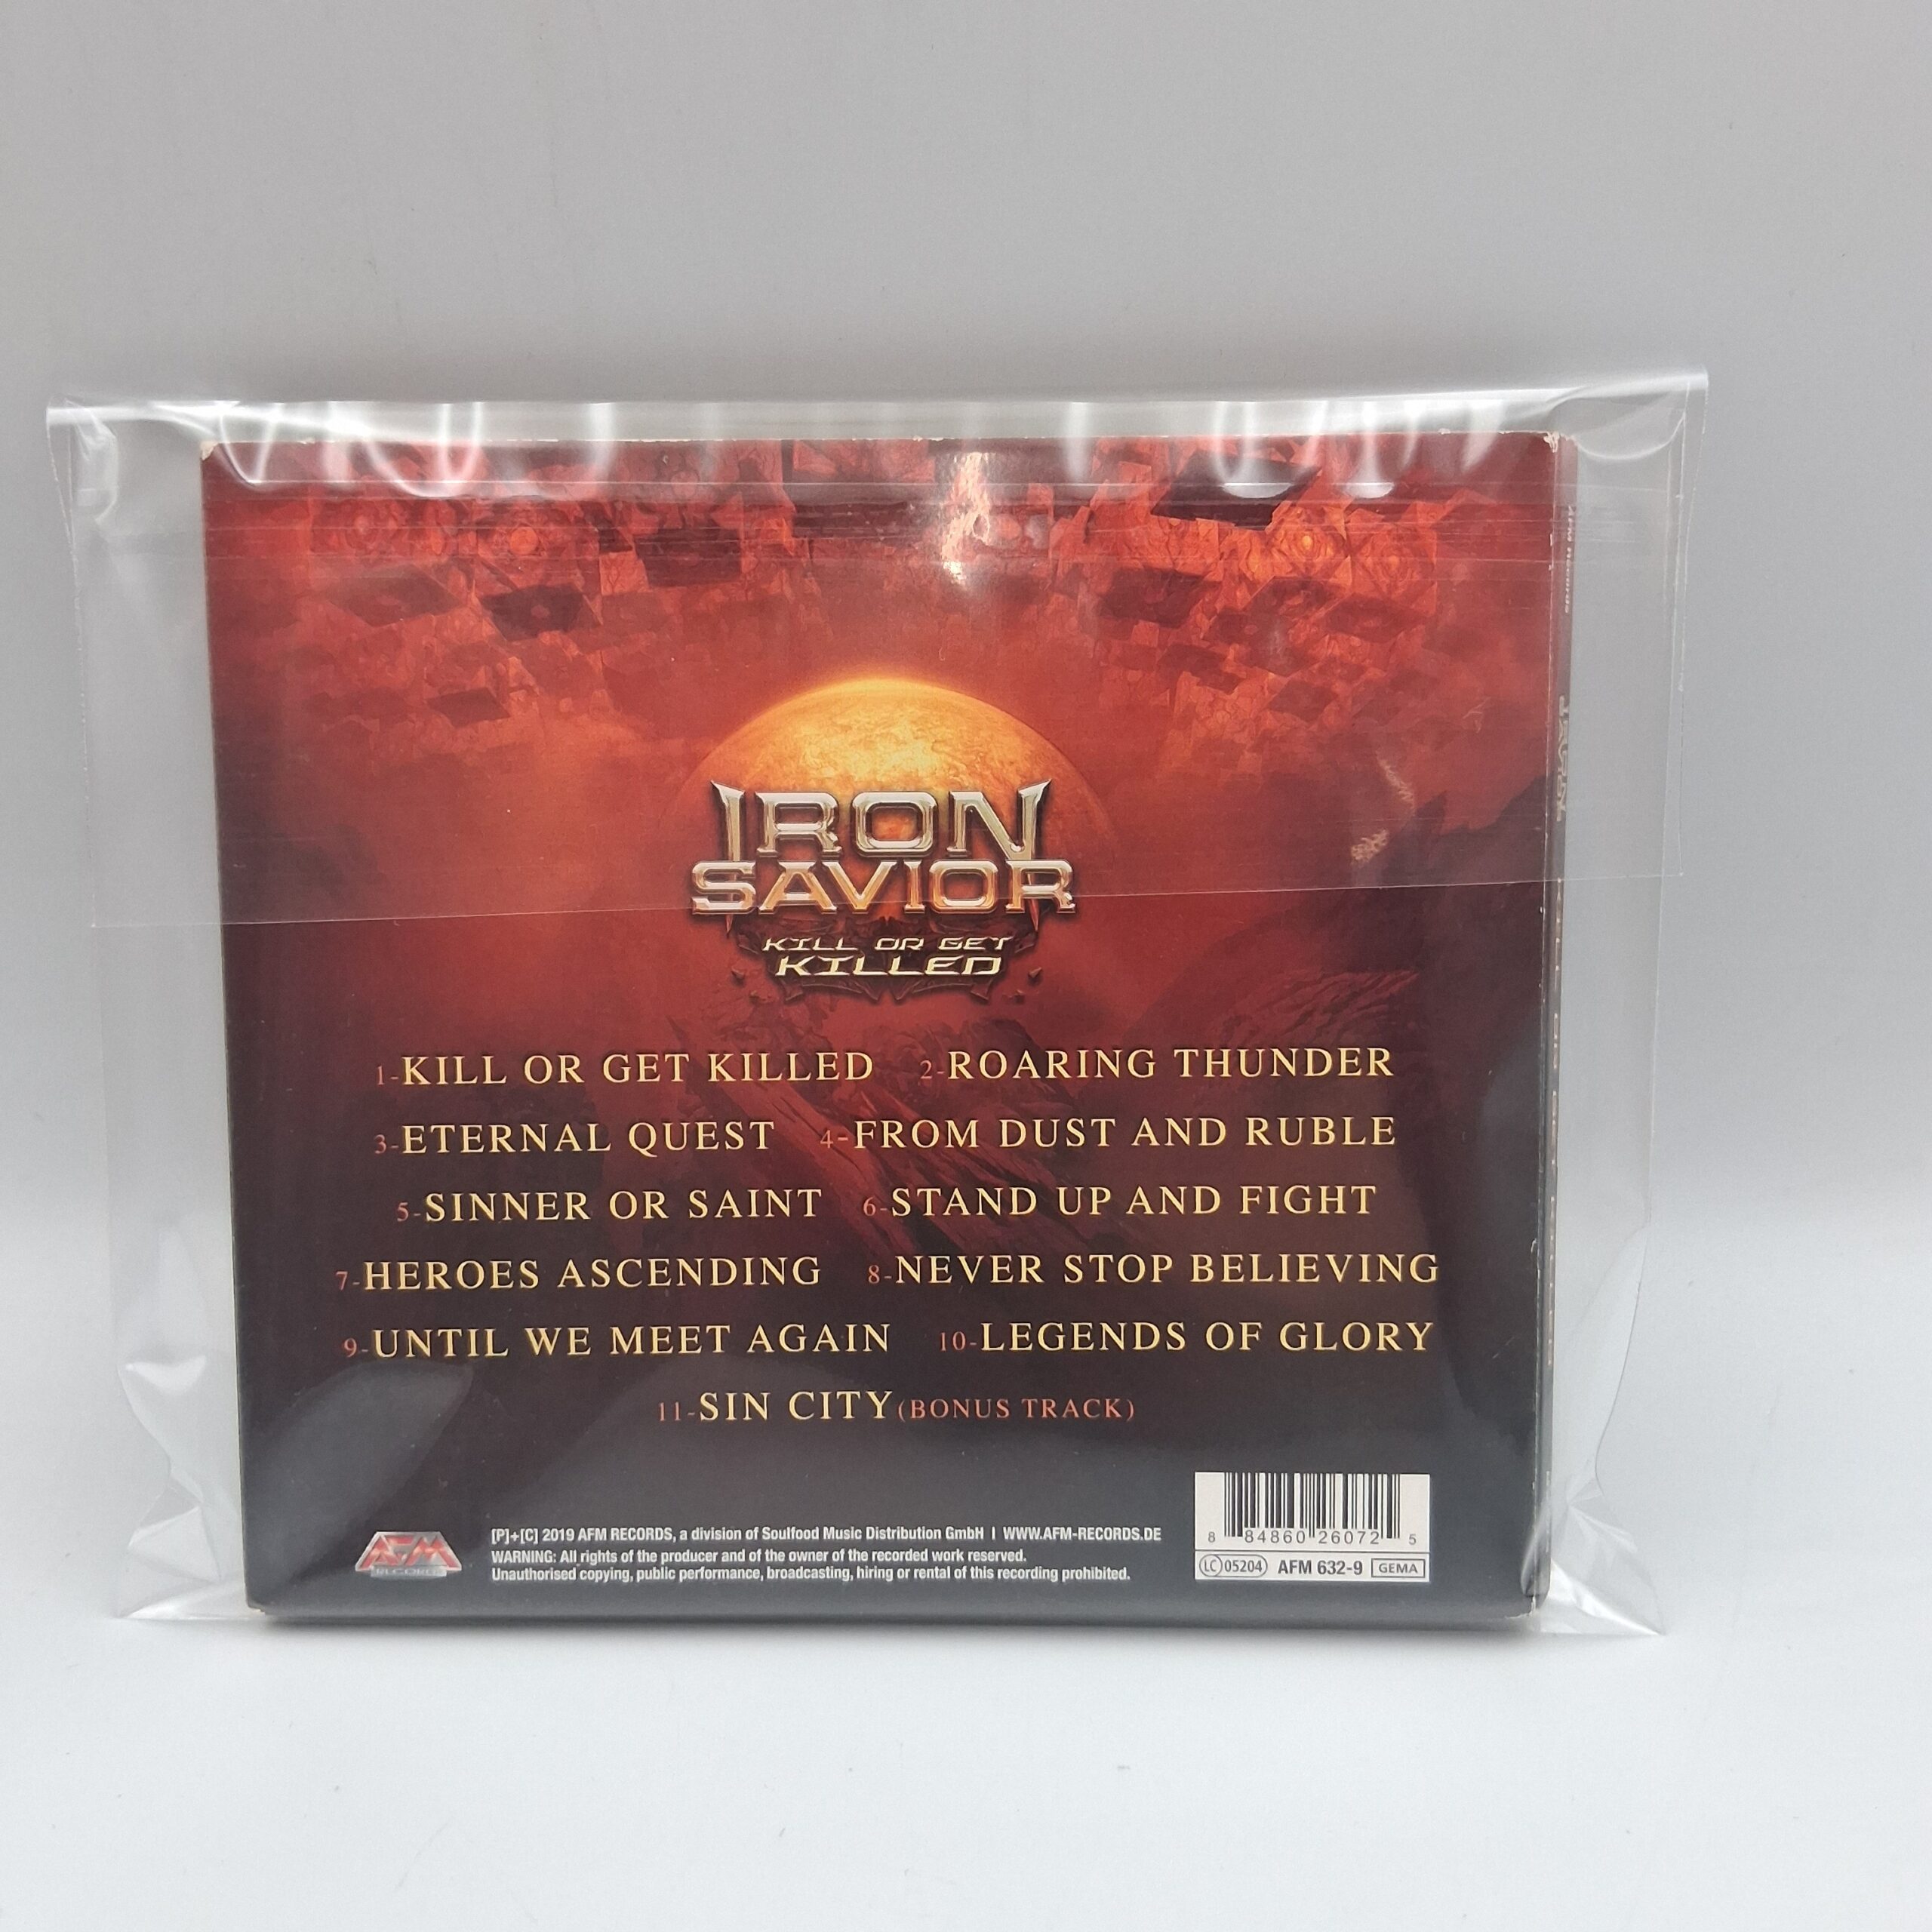 IRON
SAVIOR
KILL OR GET
KILLED
1-KILL OR GET KILLED 2-ROARING THUNDER
3-ETERNAL QUEST 4-FROM DUST AND RUBLE
5-SINNER OR SAINT 6-STAND UP AND FIGHT
7-HEROES ASCENDING 8-NEVER STOP BELIEVING
9-UNTIL WE MEET AGAIN 10-LEGENDS OF GLORY
11-SIN CITY (BONUS TRACK)
AFM
RECORDS
[P]+[C] 2019 AFM RECORDS, a division of Soulfood Music Distribution GmbH | WWW.AFM-RECORDS.DE
WARNING: All rights of the producer and of the owner of the recorded work reserved.
Unauthorised copying, public performance, broadcasting, hiring or rental of this recording prohibited.
8 84860 26072 5
LC 05204 AFM 632-9 GEMA
AFM Records